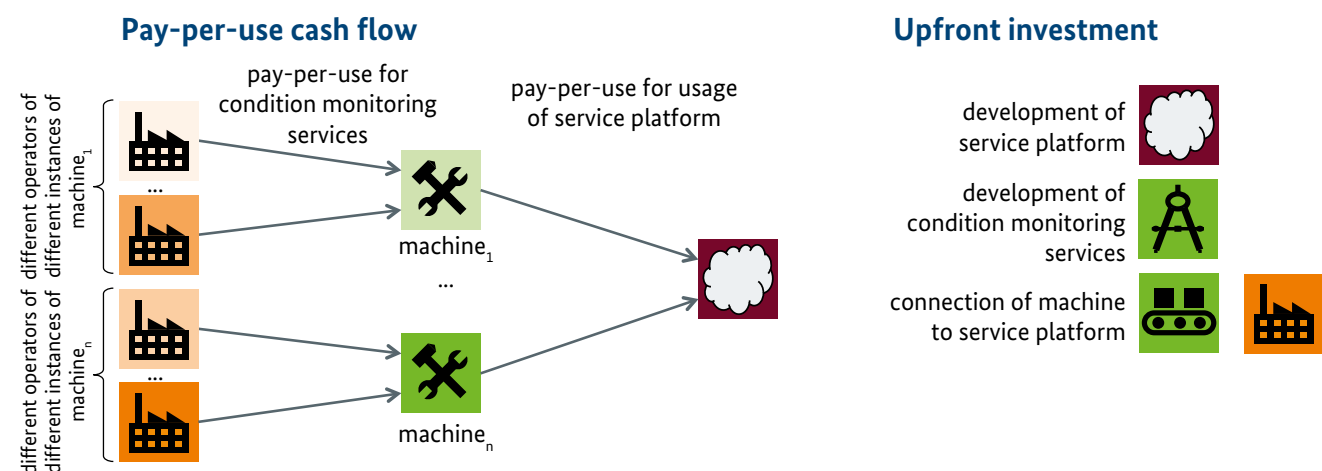 Pay-per-use cash flow
Upfront investment
different operators of
different instances of
machine₁
pay-per-use for
condition monitoring
services
pay-per-use for usage
of service platform
...
machine₁
...
different operators of
different instances of
machineₙ
...
machineₙ
development of
service platform
development of
condition monitoring
services
connection of machine
to service platform